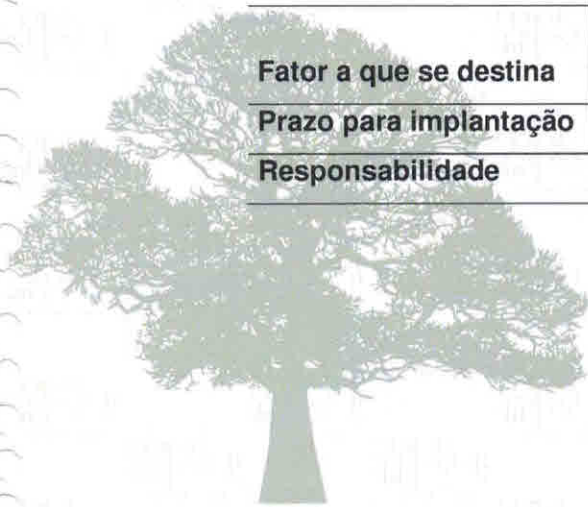 Fator a que se destina
Prazo para implantação
Responsabilidade